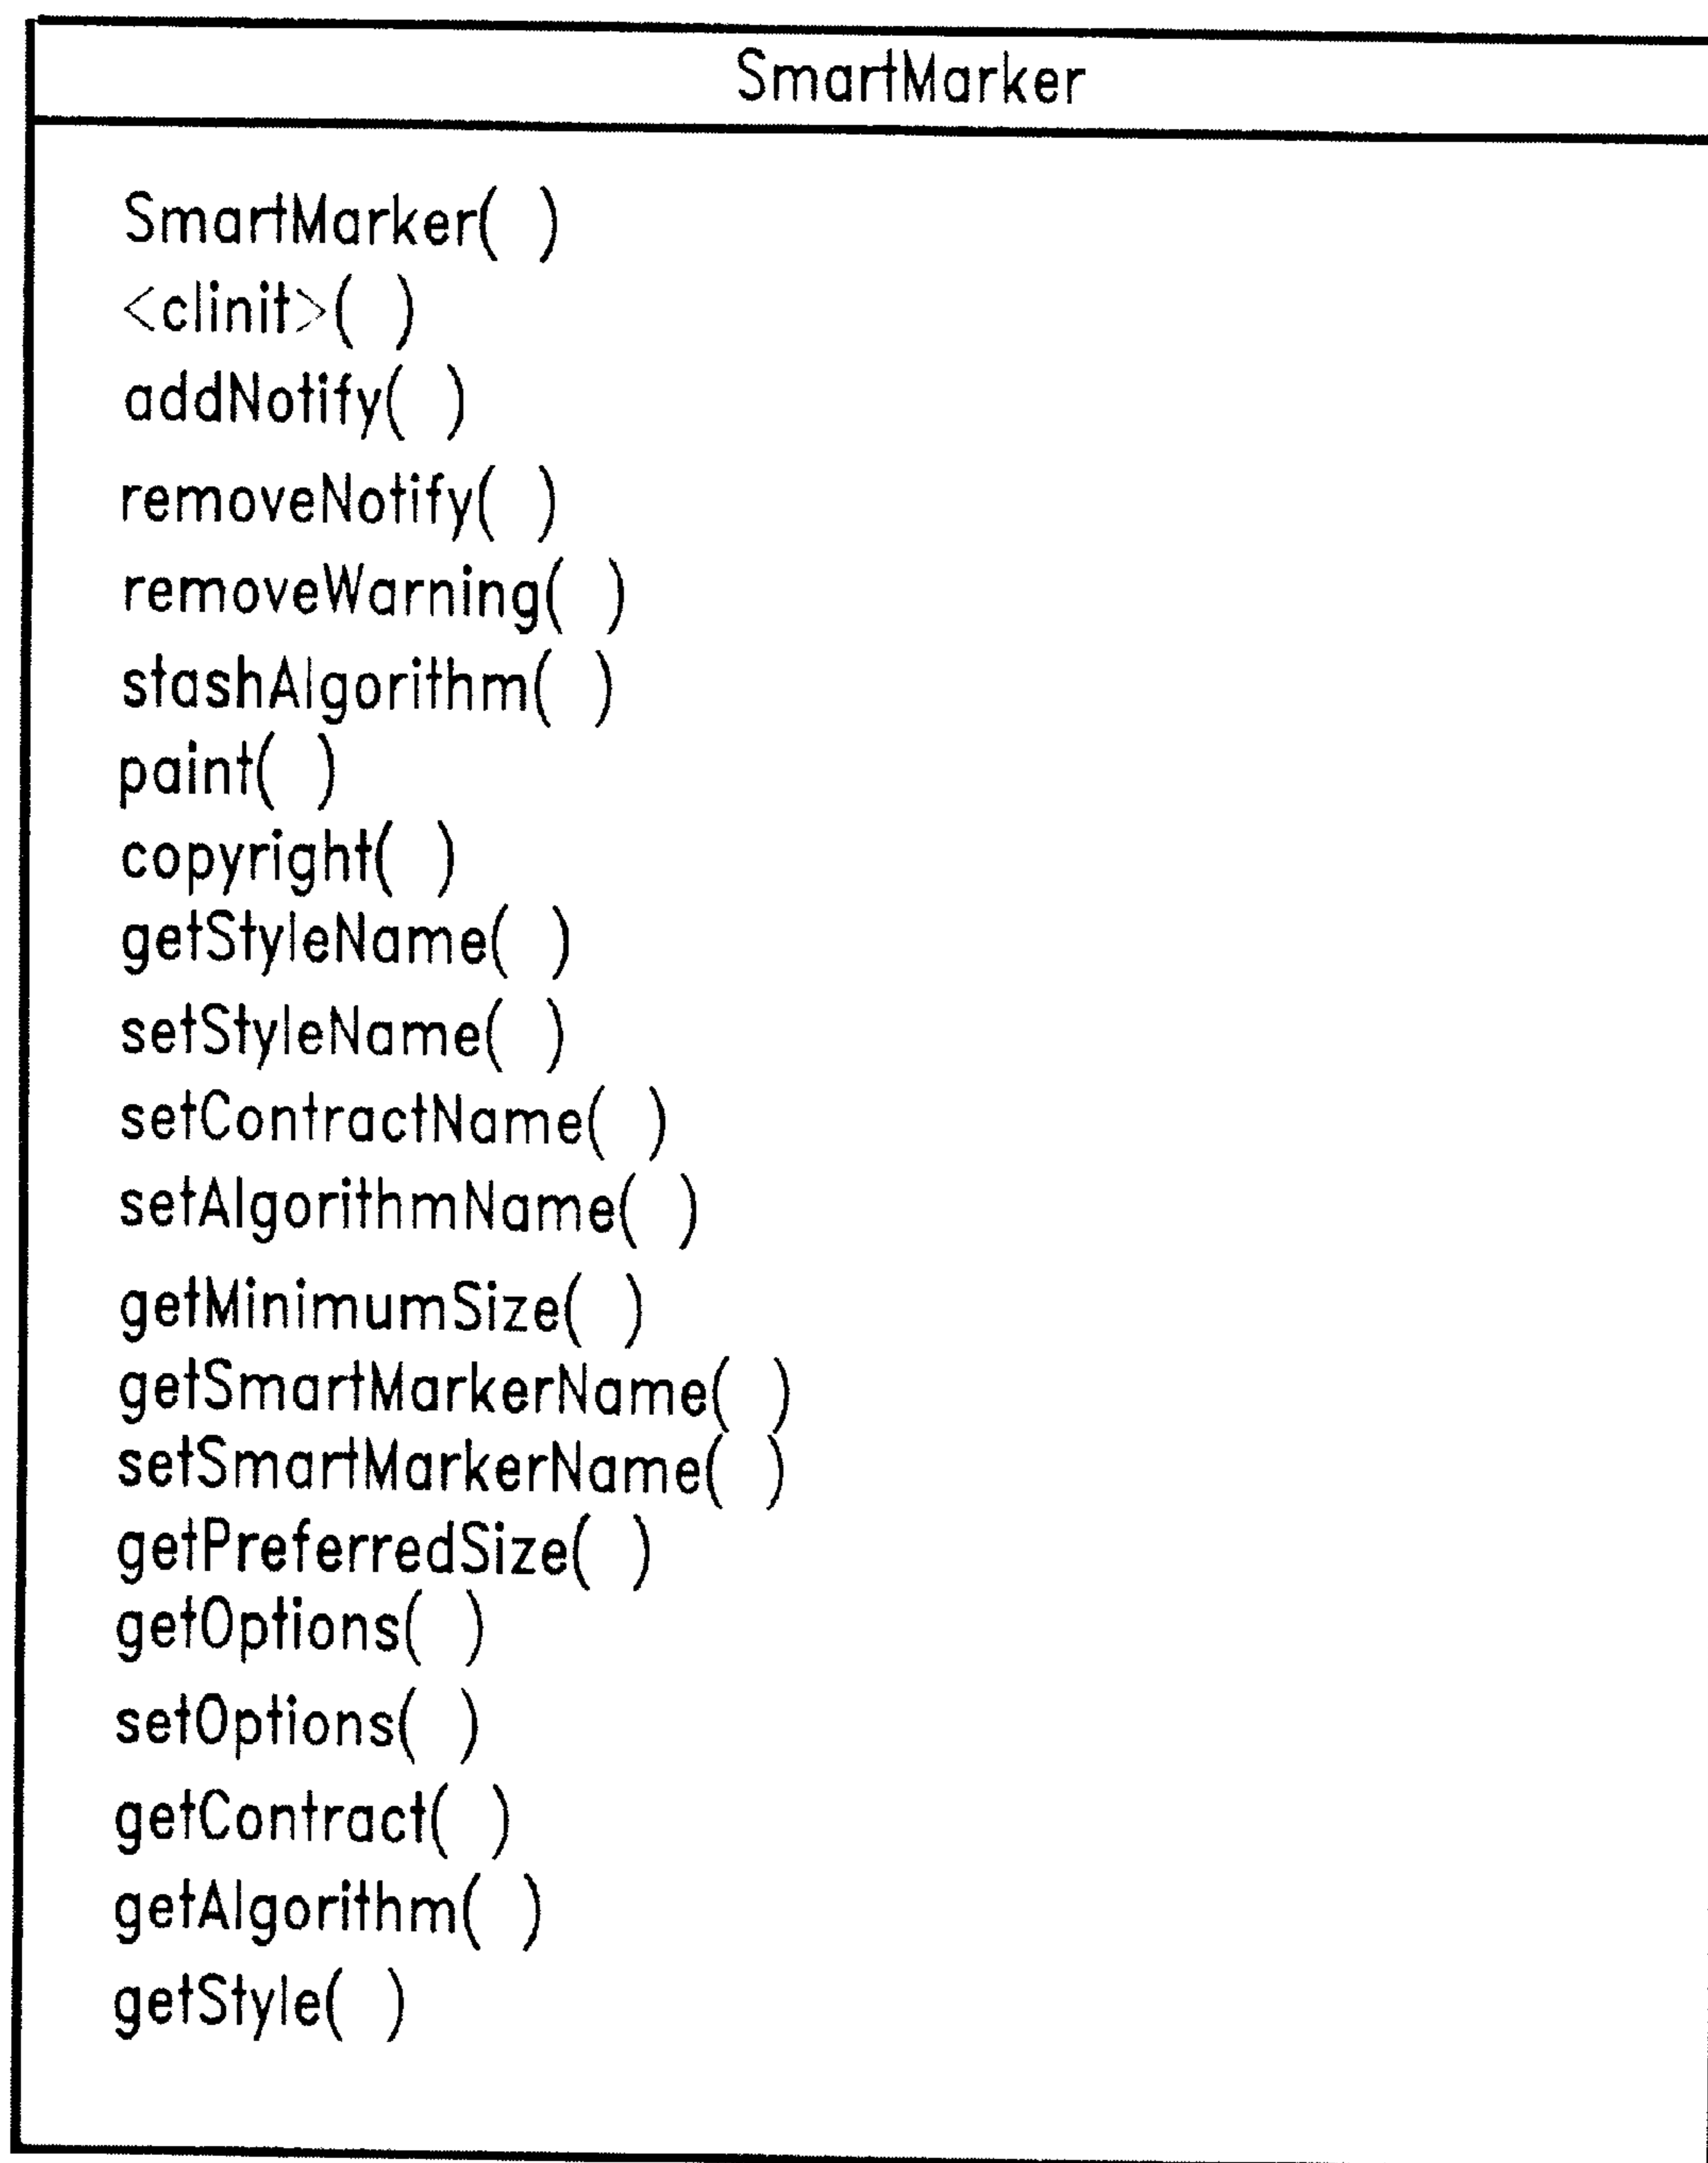 SmartMarker
SmartMarker( )
<clinit>( )
addNotify( )
removeNotify( )
removeWarning( )
stashAlgorithm( )
paint( )
copyright( )
getStyleName( )
setStyleName( )
setContractName( )
setAlgorithmName( )
getMinimumSize( )
getSmartMarkerName( )
setSmartMarkerName( )
getPreferredSize( )
getOptions( )
setOptions( )
getContract( )
getAlgorithm( )
getStyle( )